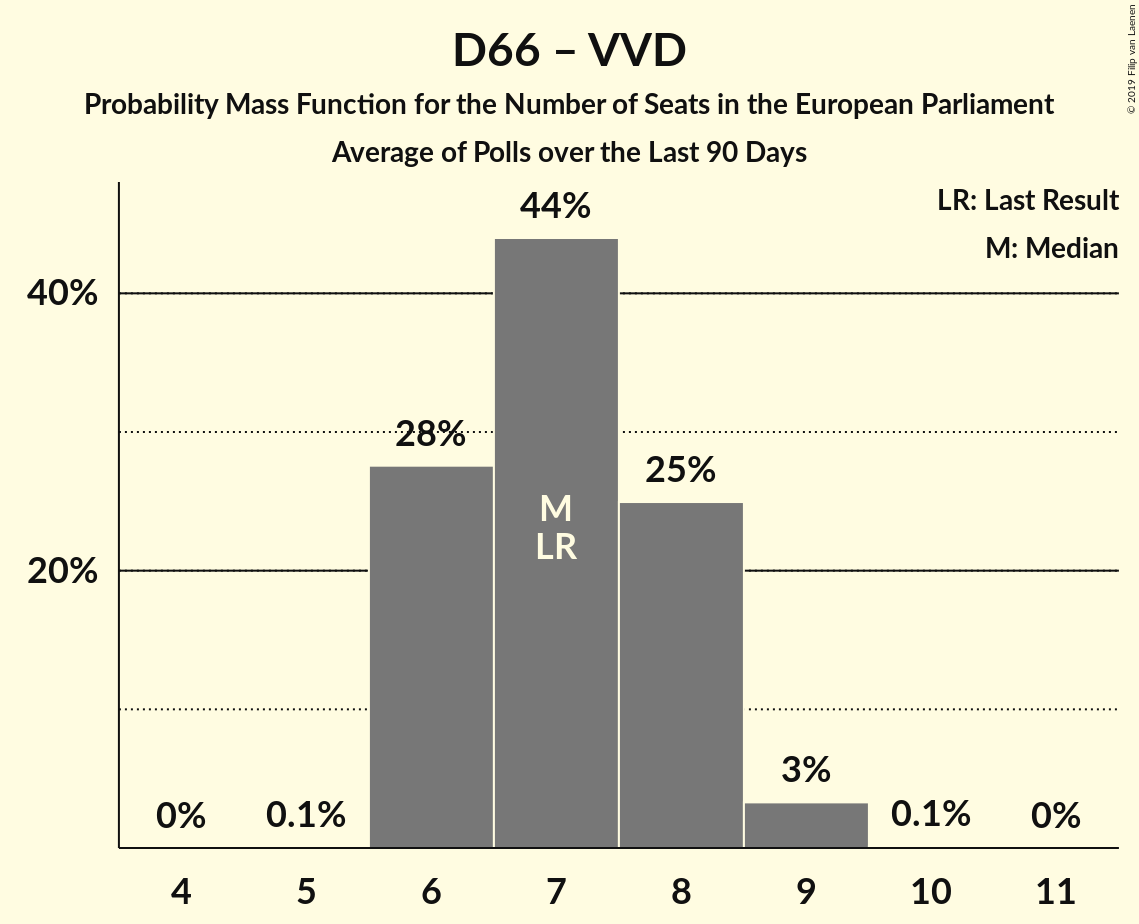 D66 – VVD
Probability Mass Function for the Number of Seats in the European Parliament
Average of Polls over the Last 90 Days
© 2019 Filip van Laenen
LR: Last Result
M: Median
40%
20%
0%
0.1%
28%
44%
M
LR
25%
3%
0.1%
0%
4 5 6 7 8 9 10 11